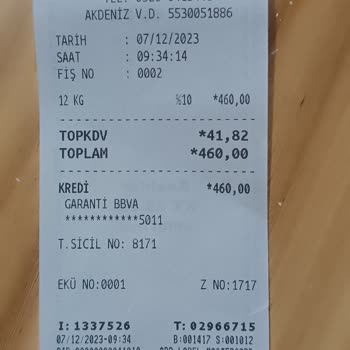 AKDENİZ V.D. 5530051886
TARİH : 07/12/2023
SAAT : 09:34:14
FİŞ NO : 0002
12 KG %10 *460,00
TOPKDV *41,82
TOPLAM *460,00
KREDİ *460,00
GARANTİ BBVA
************5011
T.SİCİL NO: 8171
EKÜ NO:0001 Z NO:1717
I: 1337526 T: 02966715
07/12/2023-09:34 B:001417 S:001012